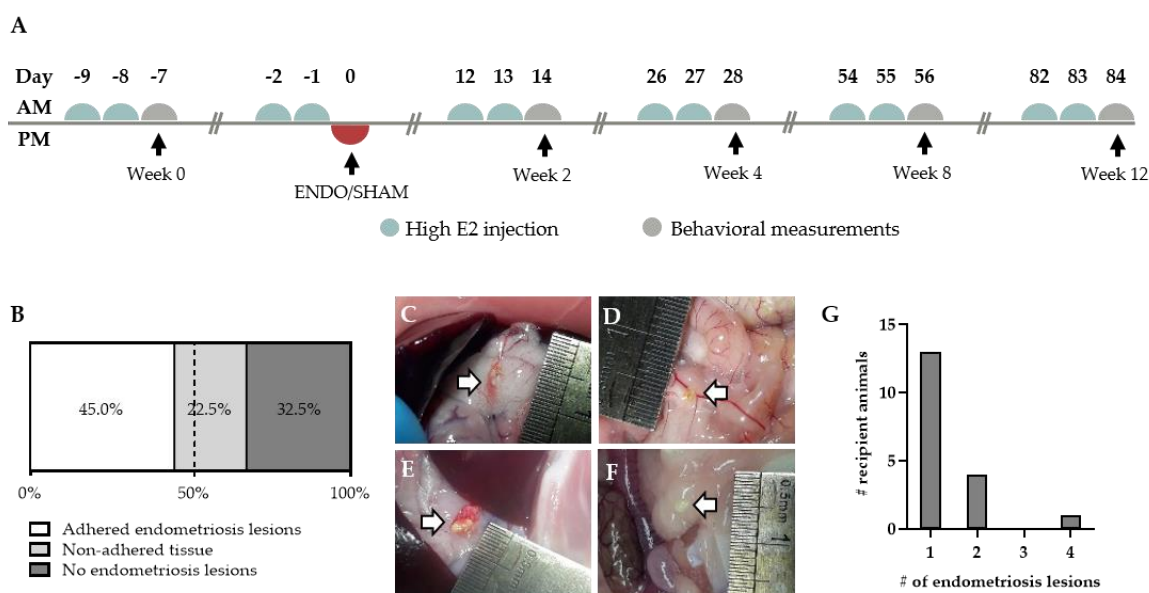 A
Day -9 -8 -7 -2 -1 0 12 13 14 26 27 28 54 55 56 82 83 84
AM
PM
Week 0 Week 2 Week 4 Week 8 Week 12
ENDO/SHAM
High E2 injection Behavioral measurements
B
45.0% 22.5% 32.5%
0% 50% 100%
Adhered endometriosis lesions
Non-adhered tissue
No endometriosis lesions
C
D
E
F
0,5mm
1
G
# recipient animals
15
10
5
0
1 2 3 4
# of endometriosis lesions